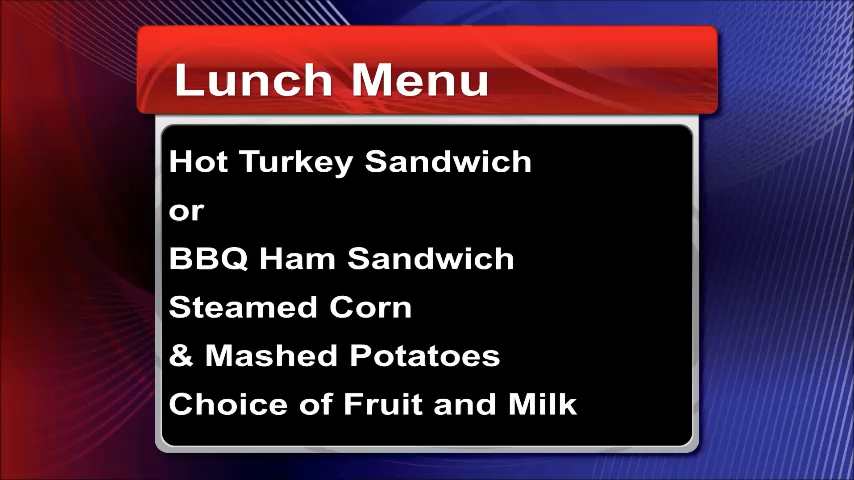 Lunch Menu
Hot Turkey Sandwich
or
BBQ Ham Sandwich
Steamed Corn
& Mashed Potatoes
Choice of Fruit and Milk